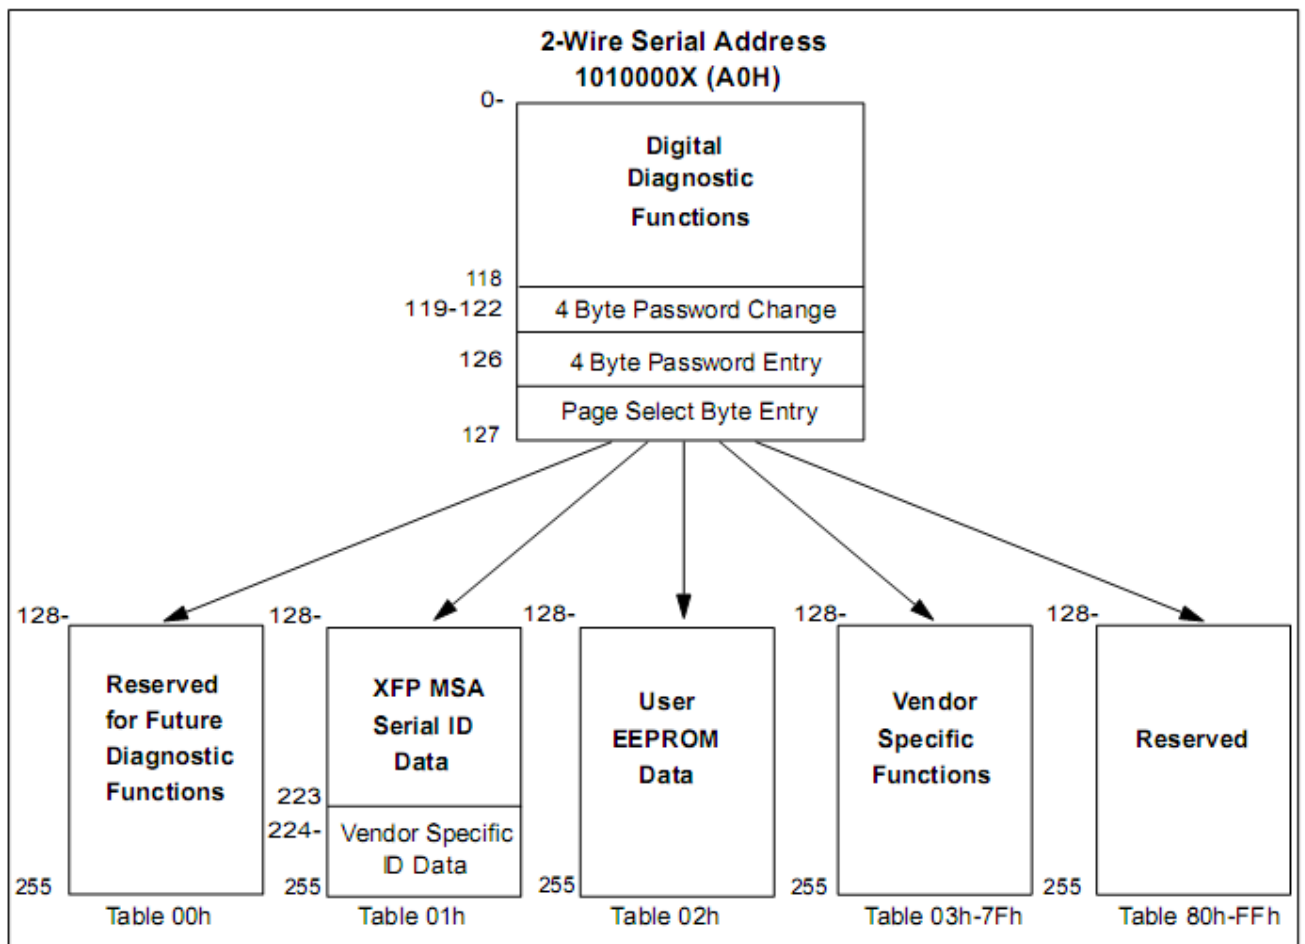 2-Wire Serial Address
1010000X (A0H)
0-
Digital
Diagnostic
Functions
118
119-122 4 Byte Password Change
126 4 Byte Password Entry
Page Select Byte Entry
127
128- 128- 128- 128- 128-
Reserved
for Future
Diagnostic
Functions
XFP MSA
Serial ID
Data
223
224- Vendor Specific
ID Data
User
EEPROM
Data
Vendor
Specific
Functions
Reserved
255 255 255 255 255
Table 00h Table 01h Table 02h Table 03h-7Fh Table 80h-FFh